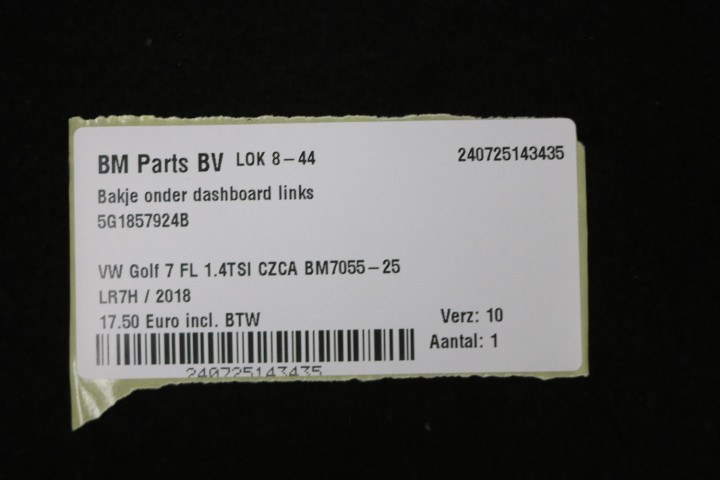 BM Parts BV LOK 8-44 240725143435
Bakje onder dashboard links
5G1857924B
VW Golf 7 FL 1.4TSI CZCA BM7055-25
LR7H / 2018
17.50 Euro incl. BTW Verz: 10
Aantal: 1
240725143435